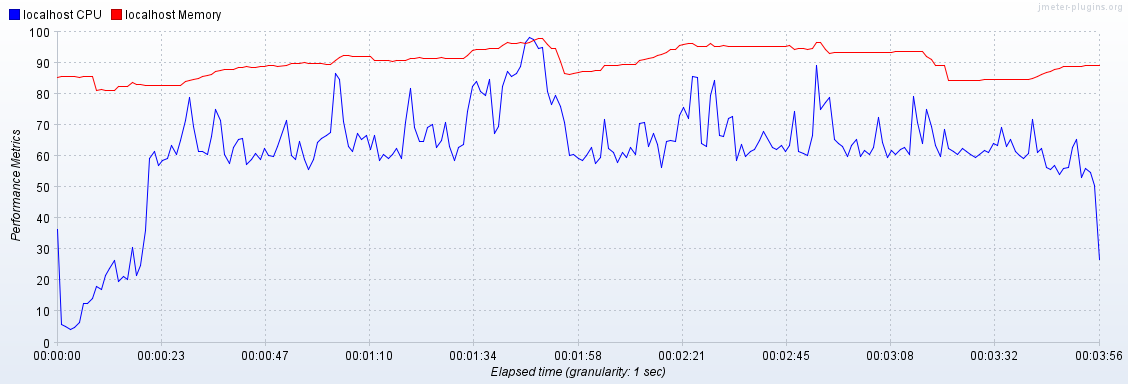 localhost CPU localhost Memory
jmeter-plugins.org
100
90
80
70
60
50
40
30
20
10
0
Performance Metrics
00:00:00 00:00:23 00:00:47 00:01:10 00:01:34 00:01:58 00:02:21 00:02:45 00:03:08 00:03:32 00:03:56
Elapsed time (granularity: 1 sec)